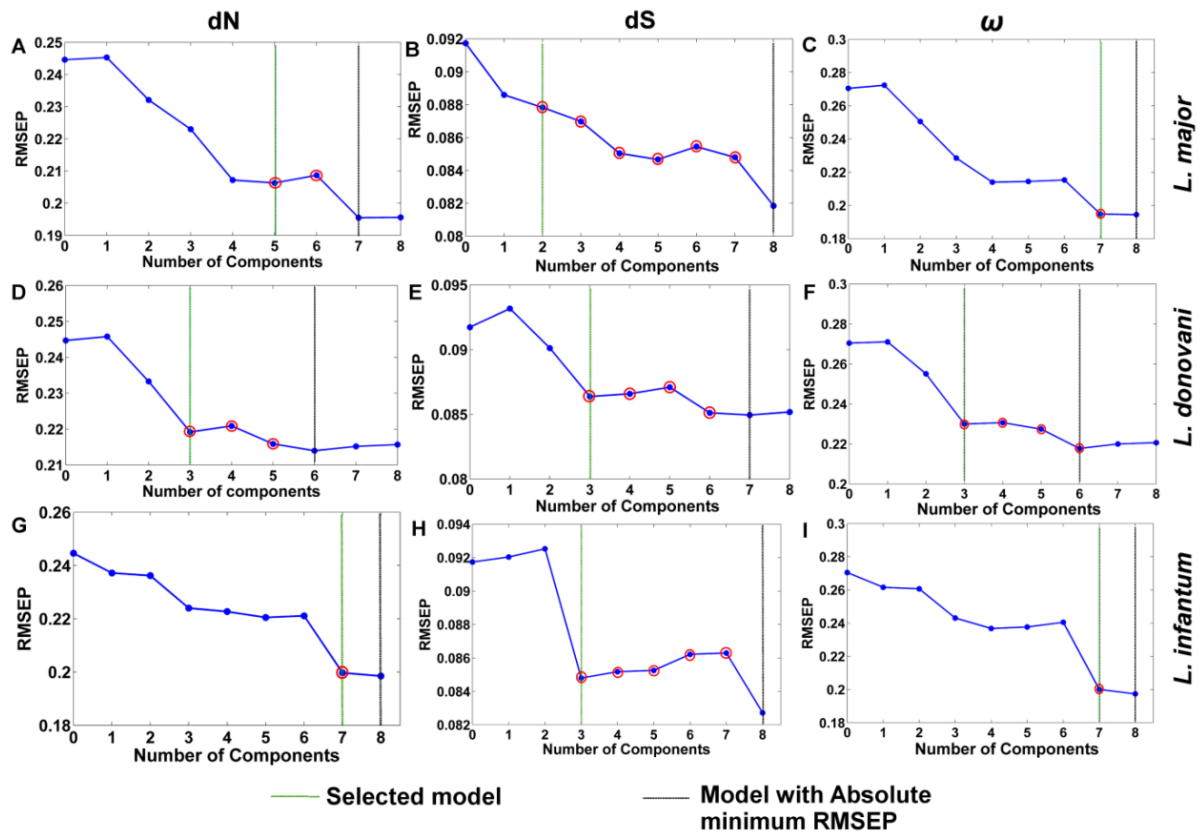 dN dS ω
A
0.25
0.24
0.23
0.22
0.21
0.2
0.19
RMSEP
0 1 2 3 4 5 6 7 8
Number of Components
B
0.092
0.09
0.088
0.086
0.084
0.082
0.08
RMSEP
0 1 2 3 4 5 6 7 8
Number of Components
C
0.3
0.28
0.26
0.24
0.22
0.2
0.18
RMSEP
0 1 2 3 4 5 6 7 8
Number of Components
L. major
D
0.26
0.25
0.24
0.23
0.22
0.21
RMSEP
0 1 2 3 4 5 6 7 8
Number of components
E
0.095
0.09
0.085
0.08
RMSEP
0 1 2 3 4 5 6 7 8
Number of Components
F
0.3
0.28
0.26
0.24
0.22
0.2
RMSEP
0 1 2 3 4 5 6 7 8
Number of Components
L. donovani
G
0.26
0.24
0.22
0.2
0.18
RMSEP
0 1 2 3 4 5 6 7 8
Number of Components
H
0.094
0.092
0.09
0.088
0.086
0.084
0.082
RMSEP
0 1 2 3 4 5 6 7 8
Number of Components
I
0.3
0.28
0.26
0.24
0.22
0.2
0.18
RMSEP
0 1 2 3 4 5 6 7 8
Number of Components
L. infantum
Selected model
Model with Absolute
minimum RMSEP